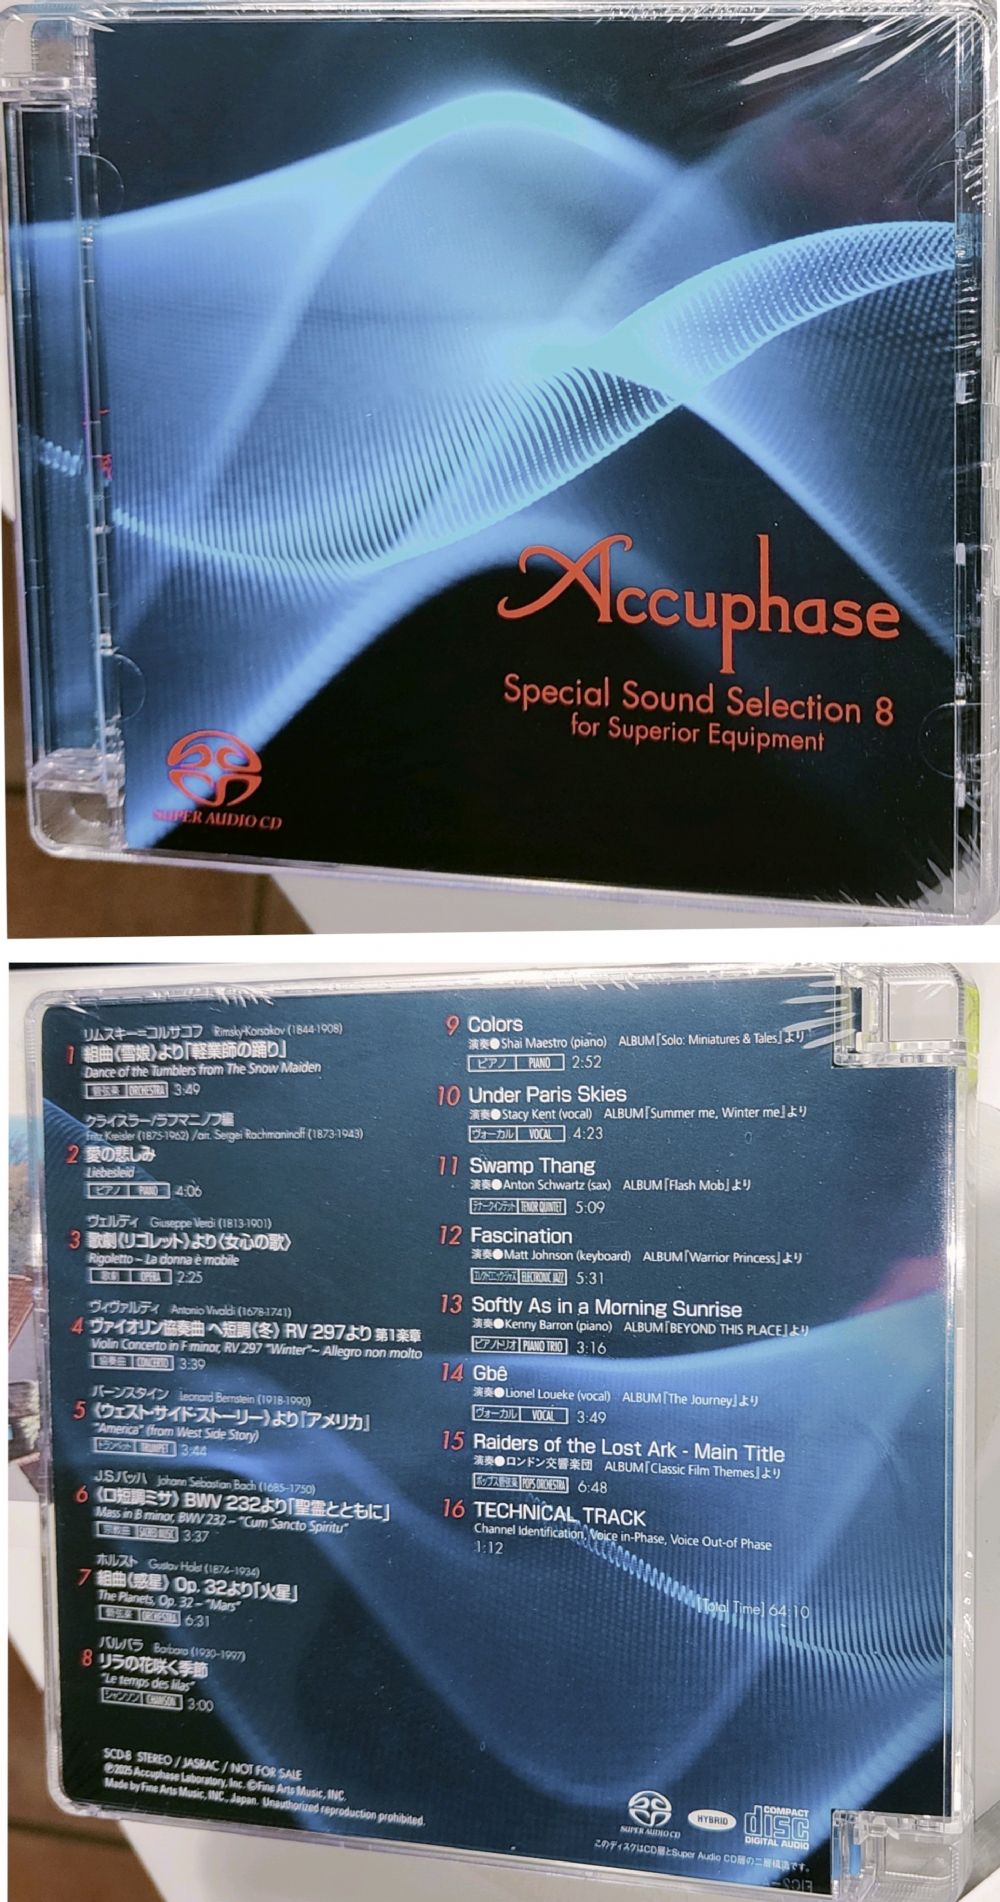 Accuphase
Special Sound Selection 8
for Superior Equipment
SUPER AUDIO CD
リムスキー=コルサコフ Rimsky-Korsakov (1844-1908)
1 組曲《雪娘》より「軽業師の踊り」
Dance of the Tumblers from The Snow Maiden
管弦楽 ORCHESTRA 3:49
クライスラー/ラフマニノフ編
Fritz Kreisler (1875-1962) /arr. Sergei Rachmaninoff (1873-1943)
2 愛の悲しみ
Liebesleid
ピアノ PIANO 4:06
ヴェルディ Giuseppe Verdi (1813-1901)
3 歌劇《リゴレット》より〈女心の歌〉
Rigoletto – La donna è mobile
歌劇 OPERA 2:25
ヴィヴァルディ Antonio Vivaldi (1678-1741)
4 ヴァイオリン協奏曲 ヘ短調《冬》 RV 297より 第1楽章
Violin Concerto in F minor, RV 297 "Winter"~ Allegro non molto
協奏曲 CONCERTO 3:39
バーンスタイン Leonard Bernstein (1918-1990)
5 《ウェスト・サイド・ストーリー》より「アメリカ」
"America" (from West Side Story)
トランペット TRUMPET 3:44
J.S.バッハ Johann Sebastian Bach (1685-1750)
6 《ロ短調ミサ》 BWV 232より「聖霊とともに」
Mass in B minor, BWV 232 – "Cum Sancto Spiritu"
宗教曲 SACRED MUSIC 3:37
ホルスト Gustav Holst (1874-1934)
7 組曲《惑星》 Op. 32より「火星」
The Planets, Op. 32 – "Mars"
管弦楽 ORCHESTRA 6:31
バルバラ Barbara (1930-1997)
8 リラの花咲く季節
"Le temps des lilas"
シャンソン CHANSON 3:00
9 Colors
演奏●Shai Maestro (piano) ALBUM「Solo: Miniatures & Tales」より
ピアノ PIANO 2:52
10 Under Paris Skies
演奏●Stacy Kent (vocal) ALBUM「Summer me, Winter me」より
ヴォーカル VOCAL 4:23
11 Swamp Thang
演奏●Anton Schwartz (sax) ALBUM「Flash Mob」より
テナークインテット TENOR QUINTET 5:09
12 Fascination
演奏●Matt Johnson (keyboard) ALBUM「Warrior Princess」より
エレクトロニックジャズ ELECTRONIC JAZZ 5:31
13 Softly As in a Morning Sunrise
演奏●Kenny Barron (piano) ALBUM「BEYOND THIS PLACE」より
ピアノトリオ PIANO TRIO 3:16
14 Gbê
演奏●Lionel Loueke (vocal) ALBUM「The Journey」より
ヴォーカル VOCAL 3:49
15 Raiders of the Lost Ark - Main Title
演奏●ロンドン交響楽団 ALBUM「Classic Film Themes」より
ポップス管弦楽 POPS ORCHESTRA 6:48
16 TECHNICAL TRACK
Channel Identification, Voice in-Phase, Voice Out-of Phase
1:12
[Total Time] 64:10
SCD-8 STEREO / JASRAC / NOT FOR SALE
℗2025 Accuphase Laboratory, Inc. ©Fine Arts Music, INC.
Made by Fine Arts Music, INC., Japan. Unauthorized reproduction prohibited.
SUPER AUDIO CD
HYBRID
COMPACT
disc
DIGITAL AUDIO
このディスクはCD層とSuper Audio CD層の二層構造です。